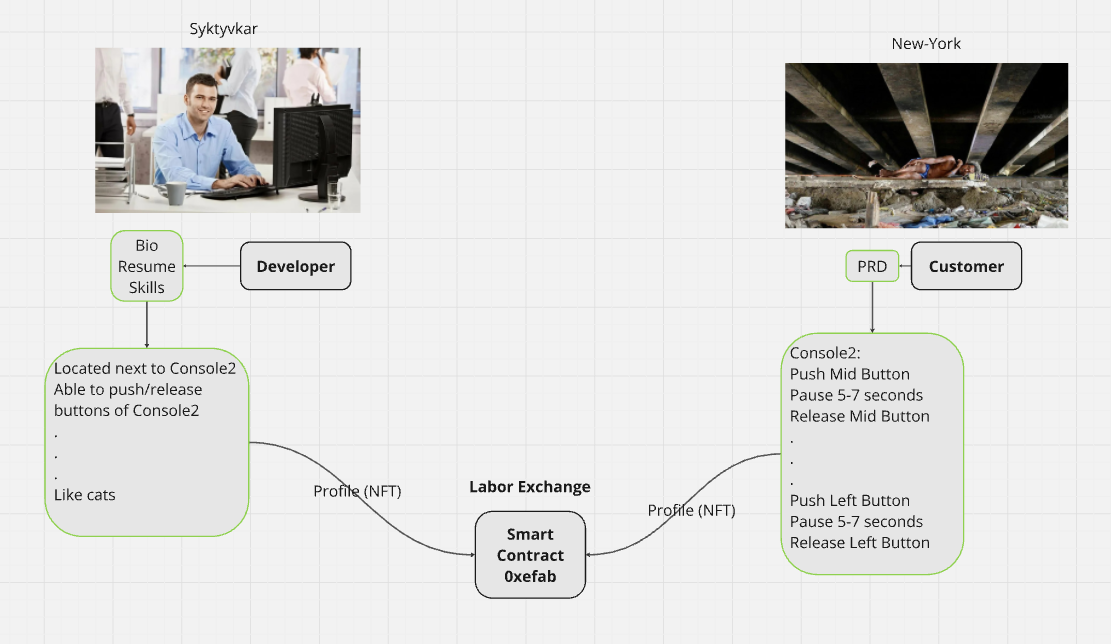 Syktyvkar
New-York
Bio
Resume
Skills
Developer
PRD
Customer
Located next to Console2
Able to push/release
buttons of Console2
.
.
.
Like cats
Console2:
Push Mid Button
Pause 5-7 seconds
Release Mid Button
.
.
.
Push Left Button
Pause 5-7 seconds
Release Left Button
Profile (NFT)
Labor Exchange
Profile (NFT)
Smart
Contract
0xefab